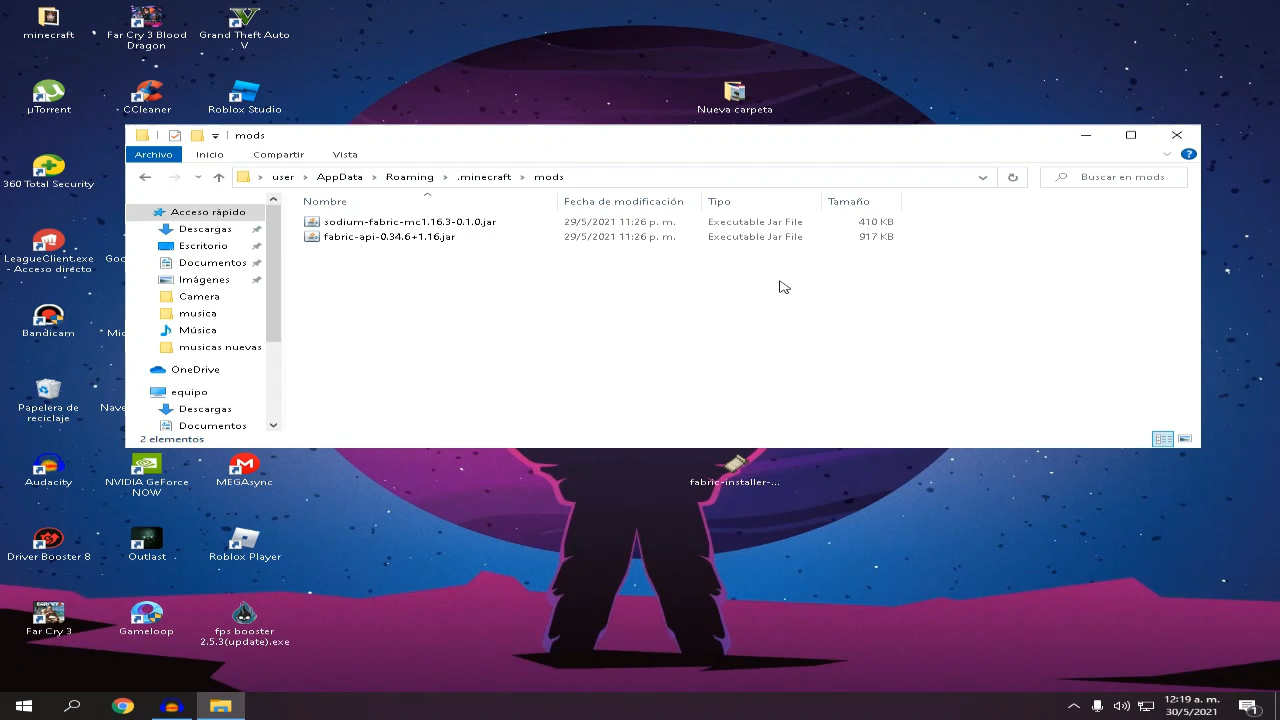 minecraft
Far Cry 3 Blood
Dragon
Grand Theft Auto
V
µTorrent
CCleaner
Roblox Studio
Nueva carpeta
mods
Archivo
Inicio
Compartir
Vista
360 Total Security
user > AppData > Roaming > .minecraft > mods
Buscar en mods
Nombre
Fecha de modificación
Tipo
Tamaño
sodium-fabric-mc1.16.3-0.1.0.jar
29/5/2021 11:26 p. m.
Executable Jar File
410 KB
fabric-api-0.34.6+1.16.jar
29/5/2021 11:26 p. m.
Executable Jar File
917 KB
Acceso rápido
Descargas
Escritorio
Documentos
Imágenes
Camera
musica
Música
musicas nuevas
OneDrive
equipo
Descargas
Documentos
2 elementos
LeagueClient.exe
- Acceso directo
Goo
Bandicam
Mic
Papelera de
reciclaje
Nave
Audacity
NVIDIA GeForce
NOW
MEGAsync
fabric-installer-...
Driver Booster 8
Outlast
Roblox Player
Far Cry 3
Gameloop
fps booster
2.5.3(update).exe
12:19 a. m.
30/5/2021
1